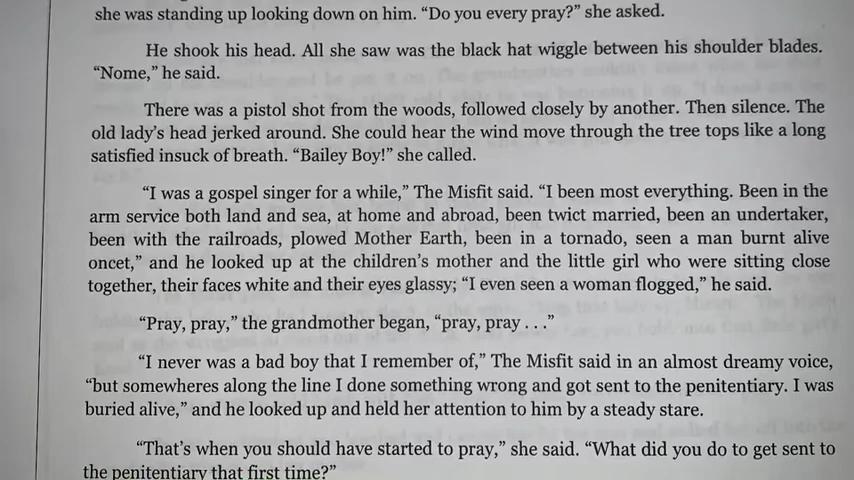 she was standing up looking down on him. “Do you every pray?” she asked.
He shook his head. All she saw was the black hat wiggle between his shoulder blades.
“Nome,” he said.
There was a pistol shot from the woods, followed closely by another. Then silence. The
old lady’s head jerked around. She could hear the wind move through the tree tops like a long
satisfied insuck of breath. “Bailey Boy!” she called.
“I was a gospel singer for a while,” The Misfit said. “I been most everything. Been in the
arm service both land and sea, at home and abroad, been twict married, been an undertaker,
been with the railroads, plowed Mother Earth, been in a tornado, seen a man burnt alive
oncet,” and he looked up at the children’s mother and the little girl who were sitting close
together, their faces white and their eyes glassy; “I even seen a woman flogged,” he said.
“Pray, pray,” the grandmother began, “pray, pray . . .”
“I never was a bad boy that I remember of,” The Misfit said in an almost dreamy voice,
“but somewheres along the line I done something wrong and got sent to the penitentiary. I was
buried alive,” and he looked up and held her attention to him by a steady stare.
“That’s when you should have started to pray,” she said. “What did you do to get sent to
the penitentiary that first time?”